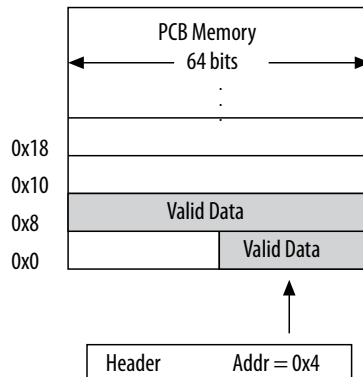 PCB Memory
64 bits
.
.
.
0x18
0x10
Valid Data
0x8
Valid Data
0x0
Header Addr = 0x4